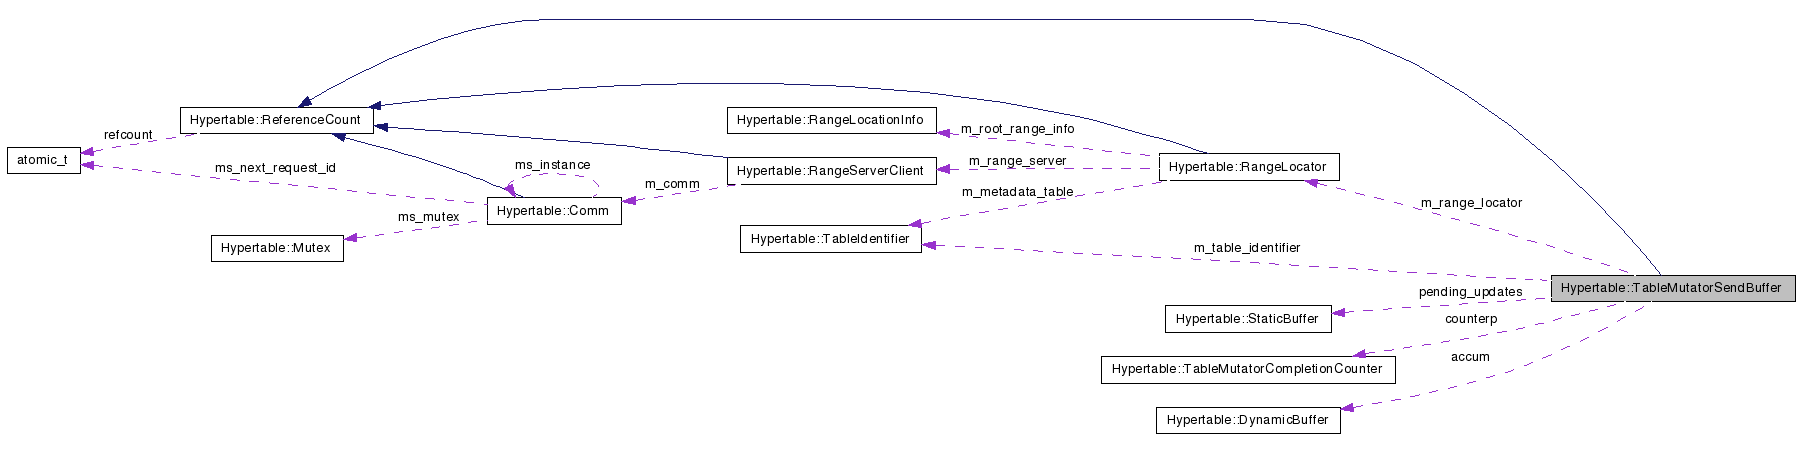 Hypertable::ReferenceCount
refcount
atomic_t
ms_next_request_id
ms_instance
Hypertable::Comm
ms_mutex
Hypertable::Mutex
m_comm
Hypertable::RangeLocationInfo
Hypertable::RangeServerClient
Hypertable::TableIdentifier
m_root_range_info
m_range_server
m_metadata_table
Hypertable::RangeLocator
m_range_locator
m_table_identifier
Hypertable::TableMutatorSendBuffer
pending_updates
Hypertable::StaticBuffer
counterp
Hypertable::TableMutatorCompletionCounter
accum
Hypertable::DynamicBuffer